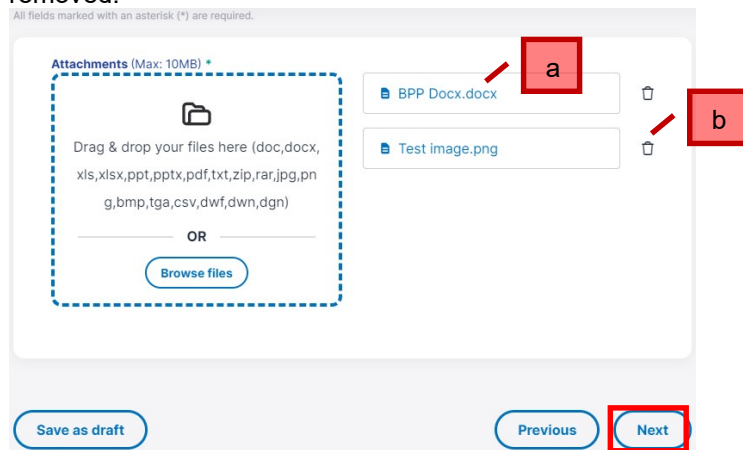 removed.
All fields marked with an asterisk (*) are required.
Attachments (Max: 10MB) *
Drag & drop your files here (doc,docx,
xls,xlsx,ppt,pptx,pdf,txt,zip,rar,jpg,pn
g,bmp,tga,csv,dwf,dwn,dgn)
OR
Browse files
BPP Docx.docx
a
Test image.png
b
Save as draft
Previous
Next